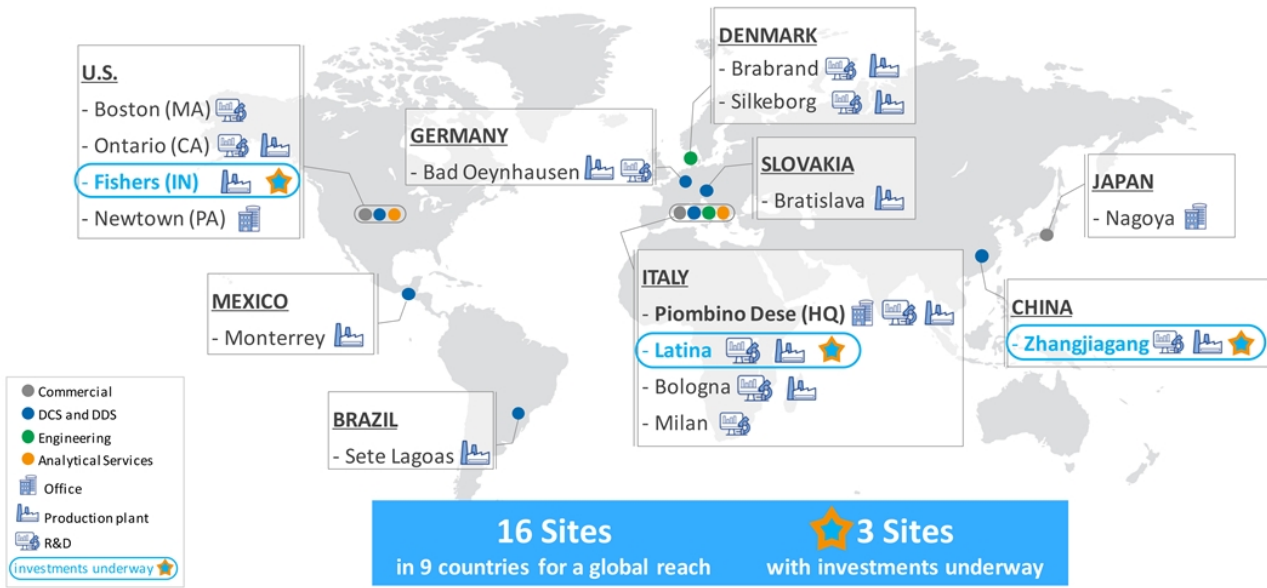 U.S.
- Boston (MA)
- Ontario (CA)
- Fishers (IN)
- Newtown (PA)
MEXICO
- Monterrey
BRAZIL
- Sete Lagoas
GERMANY
- Bad Oeynhausen
DENMARK
- Brabrand
- Silkeborg
SLOVAKIA
- Bratislava
ITALY
- Piombino Dese (HQ)
- Latina
- Bologna
- Milan
JAPAN
- Nagoya
CHINA
- Zhangjiagang
Commercial
DCS and DDS
Engineering
Analytical Services
Office
Production plant
R&D
investments underway
16 Sites
in 9 countries for a global reach
3 Sites
with investments underway